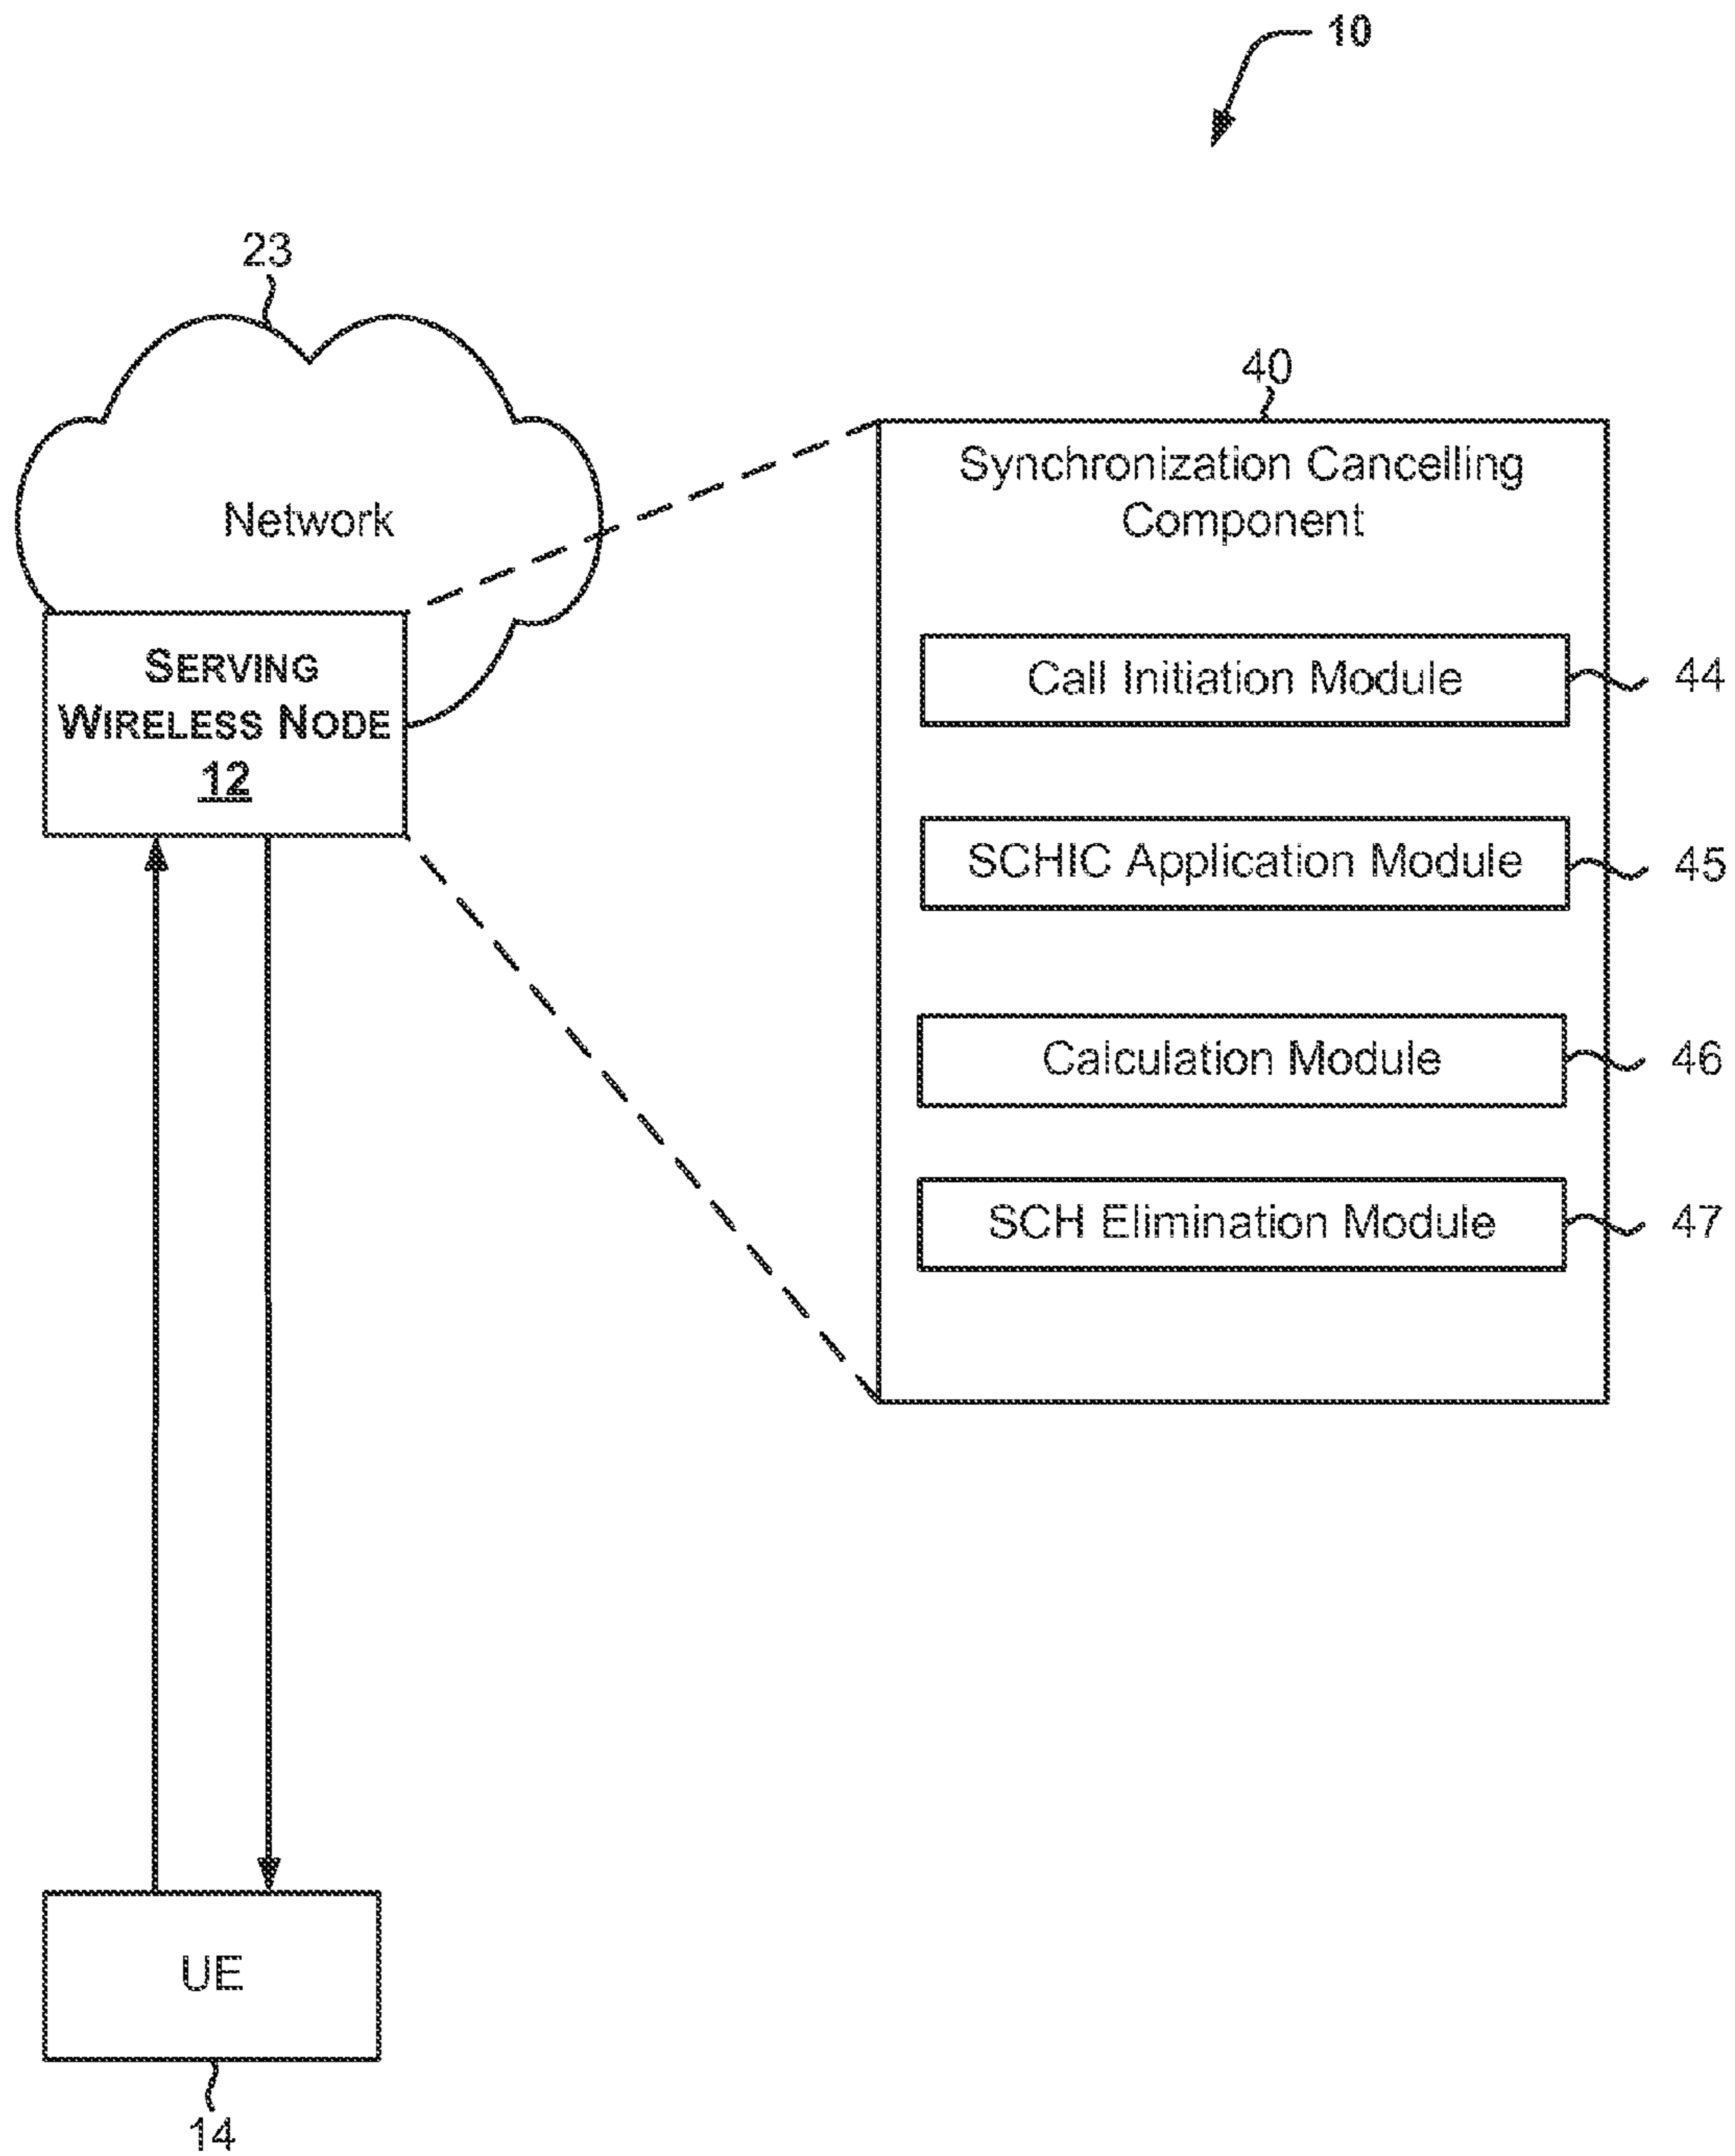 10
23
Network
SERVING
WIRELESS NODE
12
40
Synchronization Cancelling
Component
Call Initiation Module
44
SCHIC Application Module
45
Calculation Module
46
SCH Elimination Module
47
UE
14